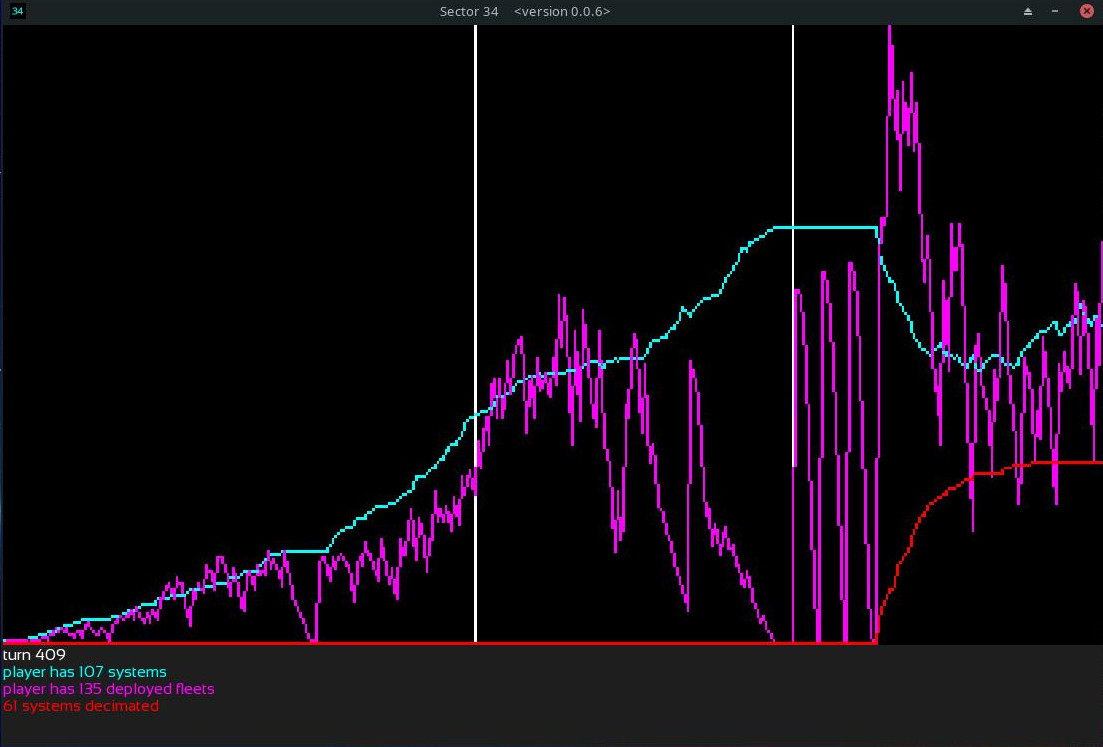 34
Sector 34 <version 0.0.6>
turn 409
player has 107 systems
player has 135 deployed fleets
61 systems decimated